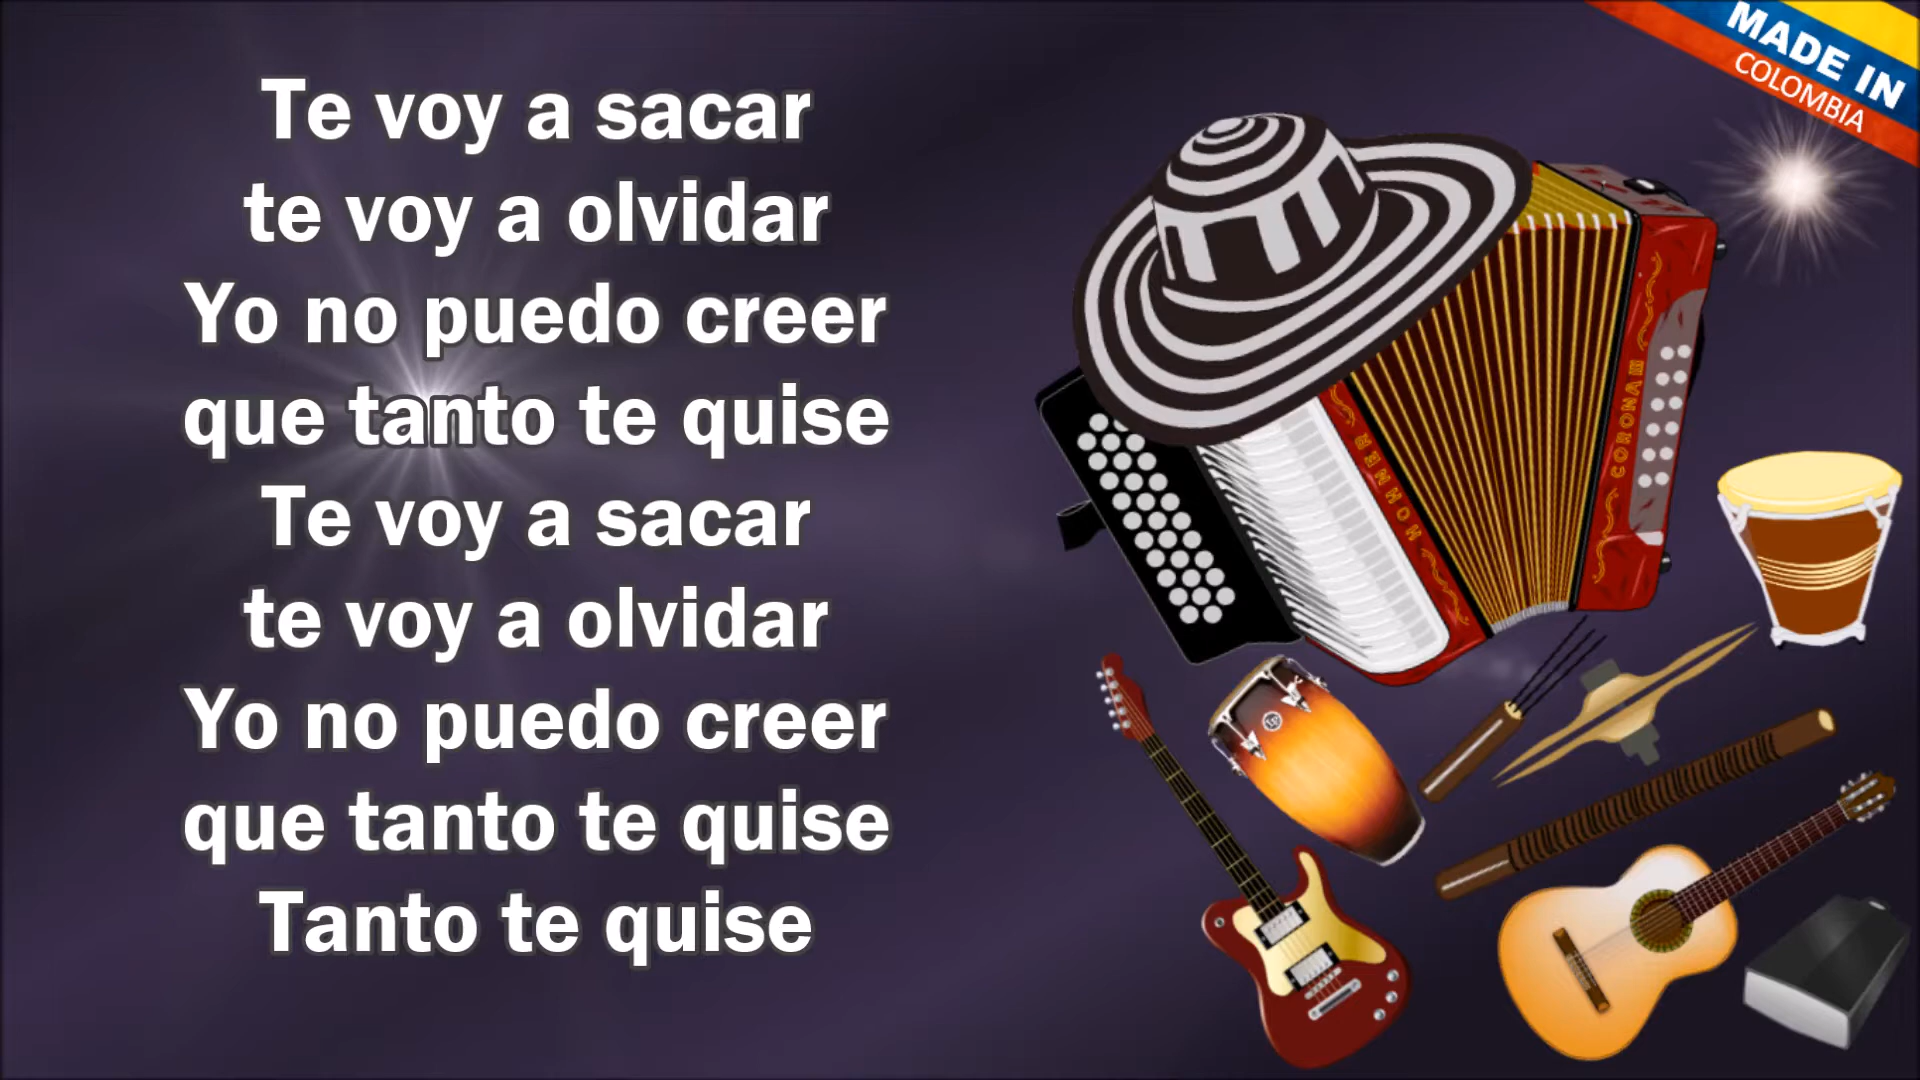 Te voy a sacar
te voy a olvidar
Yo no puedo creer
que tanto te quise
Te voy a sacar
te voy a olvidar
Yo no puedo creer
que tanto te quise
Tanto te quise
MADE IN
COLOMBIA
HOHNER
CORONA III
LP